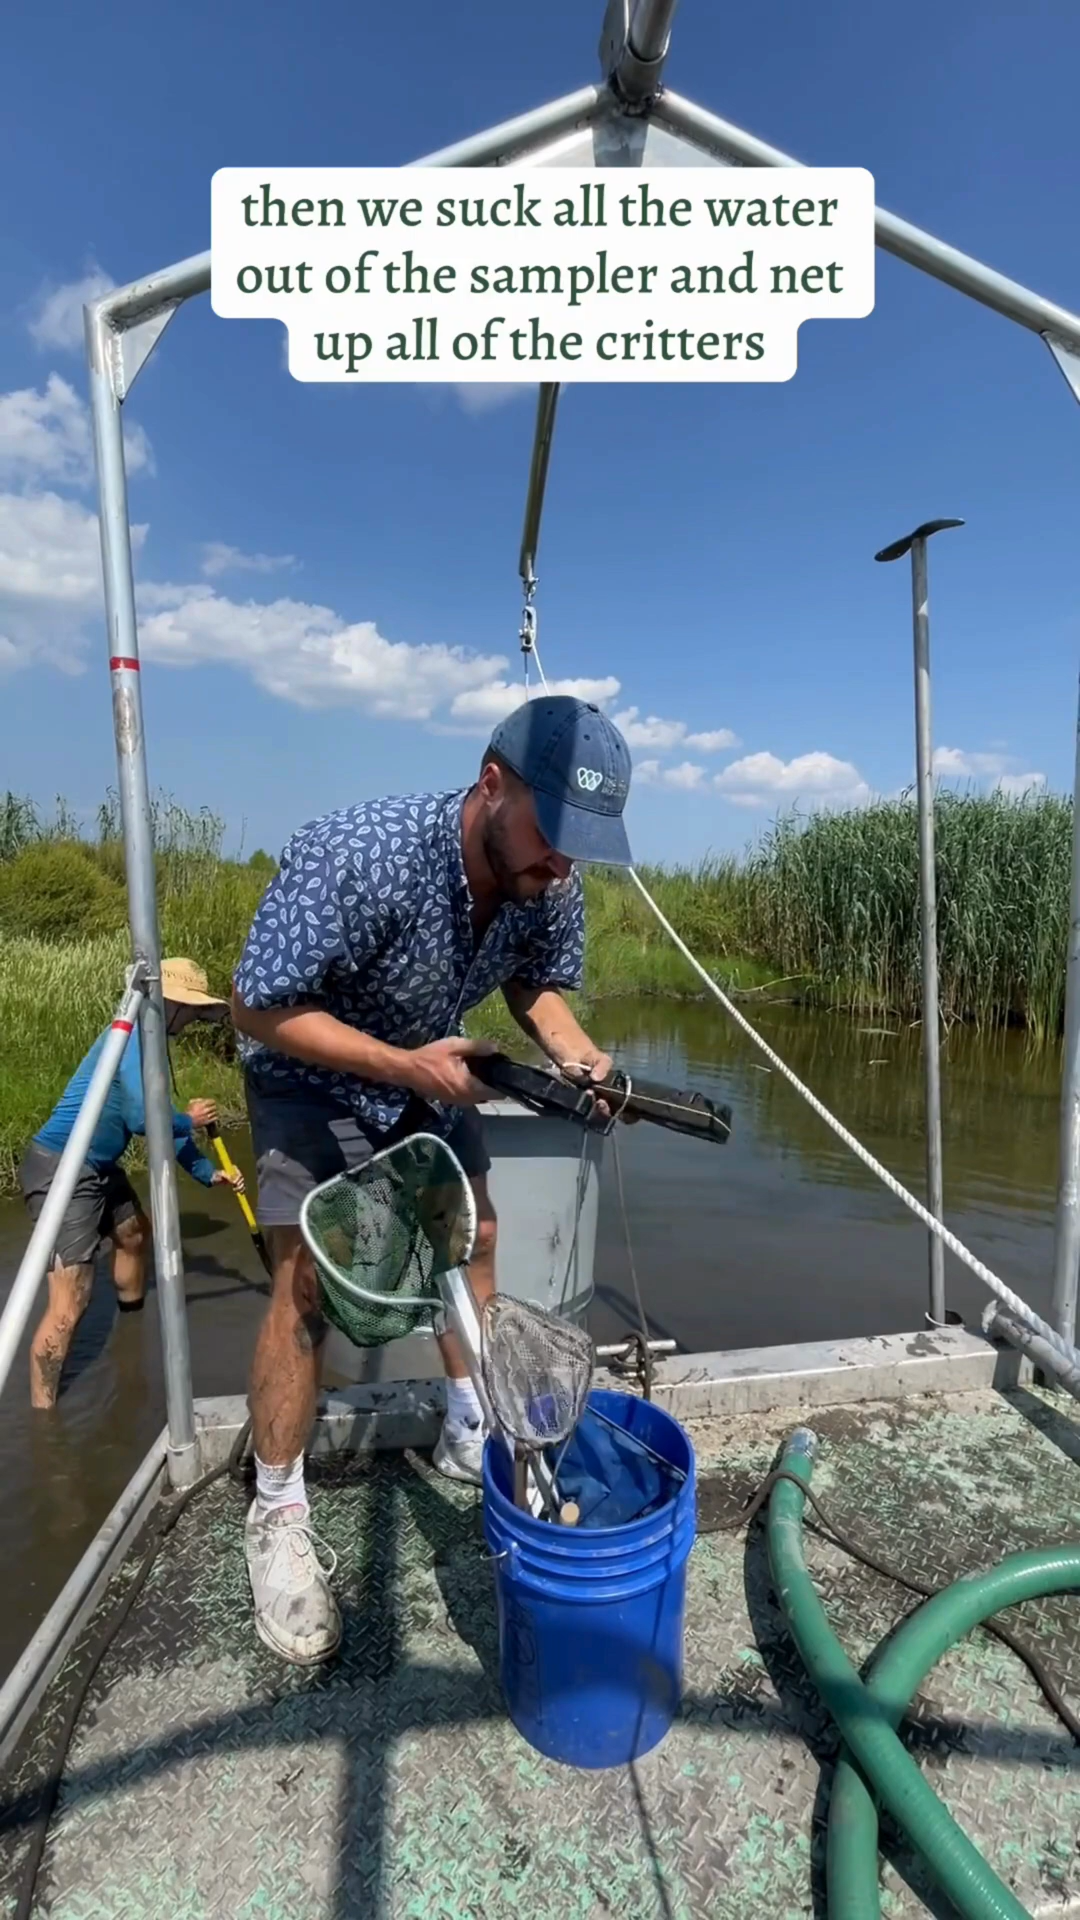 then we suck all the water
out of the sampler and net
up all of the critters